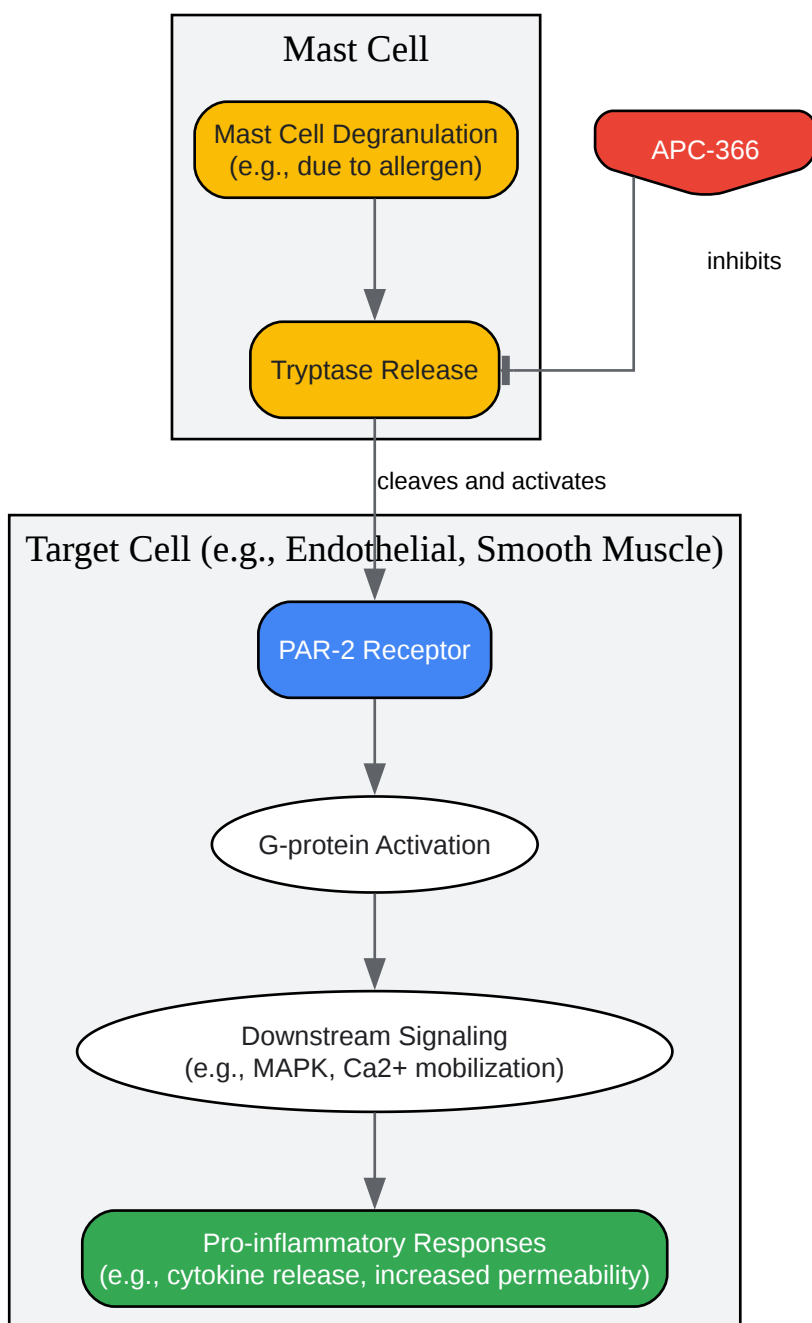 Mast Cell
Mast Cell Degranulation
(e.g., due to allergen)
APC-366
inhibits
Tryptase Release
cleaves and activates
Target Cell (e.g., Endothelial, Smooth Muscle)
PAR-2 Receptor
G-protein Activation
Downstream Signaling
(e.g., MAPK, Ca2+ mobilization)
Pro-inflammatory Responses
(e.g., cytokine release, increased permeability)